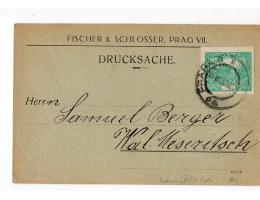 FISCHER & SCHLOSSER, PRAG VII.
DRUCKSACHE.
Herrn
Samuel Berger
Wal. Meseritsch